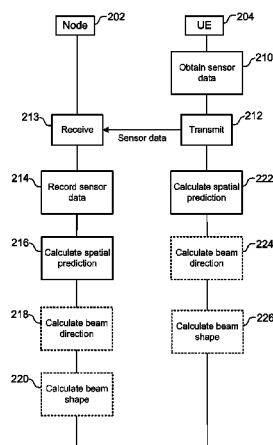 Node
202
UE
204
Obtain sensor
data
210
213
Receive
Sensor data
Transmit
212
214
Record sensor
data
Calculate spatial
prediction
222
216
Calculate spatial
prediction
Calculate beam
direction
224
218
Calculate beam
direction
Calculate beam
shape
226
220
Calculate beam
shape